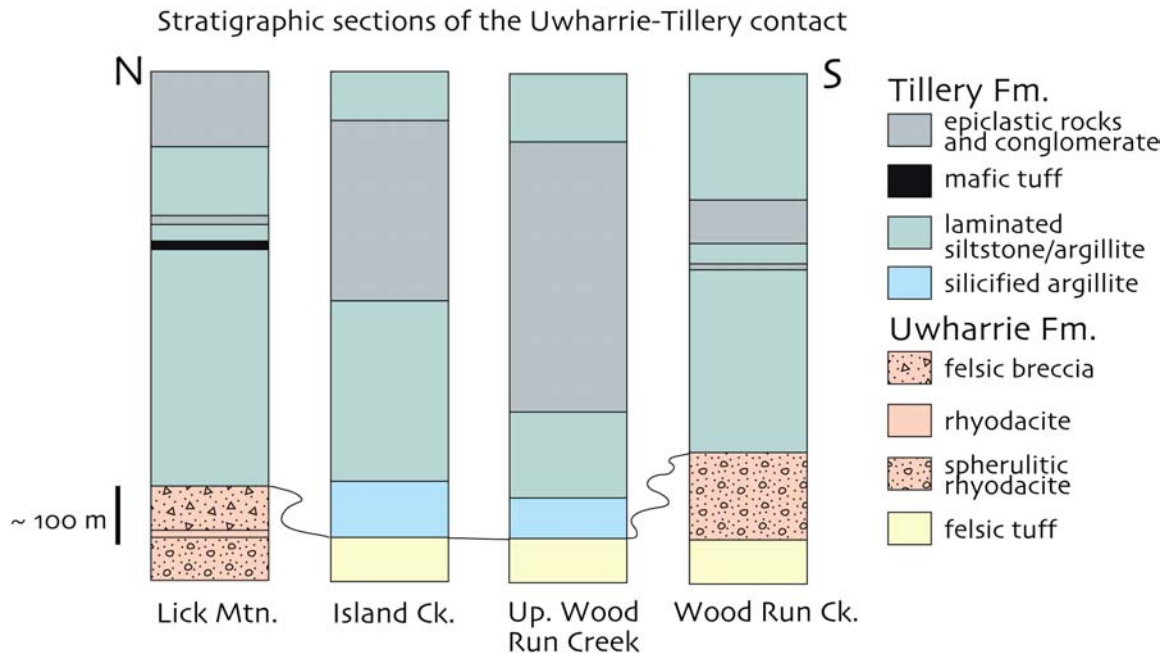 Stratigraphic sections of the Uwharrie-Tillery contact
N
S
Tillery Fm.
epiclastic rocks
and conglomerate
mafic tuff
laminated
siltstone/argillite
silicified argillite
Uwharrie Fm.
felsic breccia
rhyodacite
spherulitic
rhyodacite
felsic tuff
~ 100 m
Lick Mtn.
Island Ck.
Up. Wood
Run Creek
Wood Run Ck.